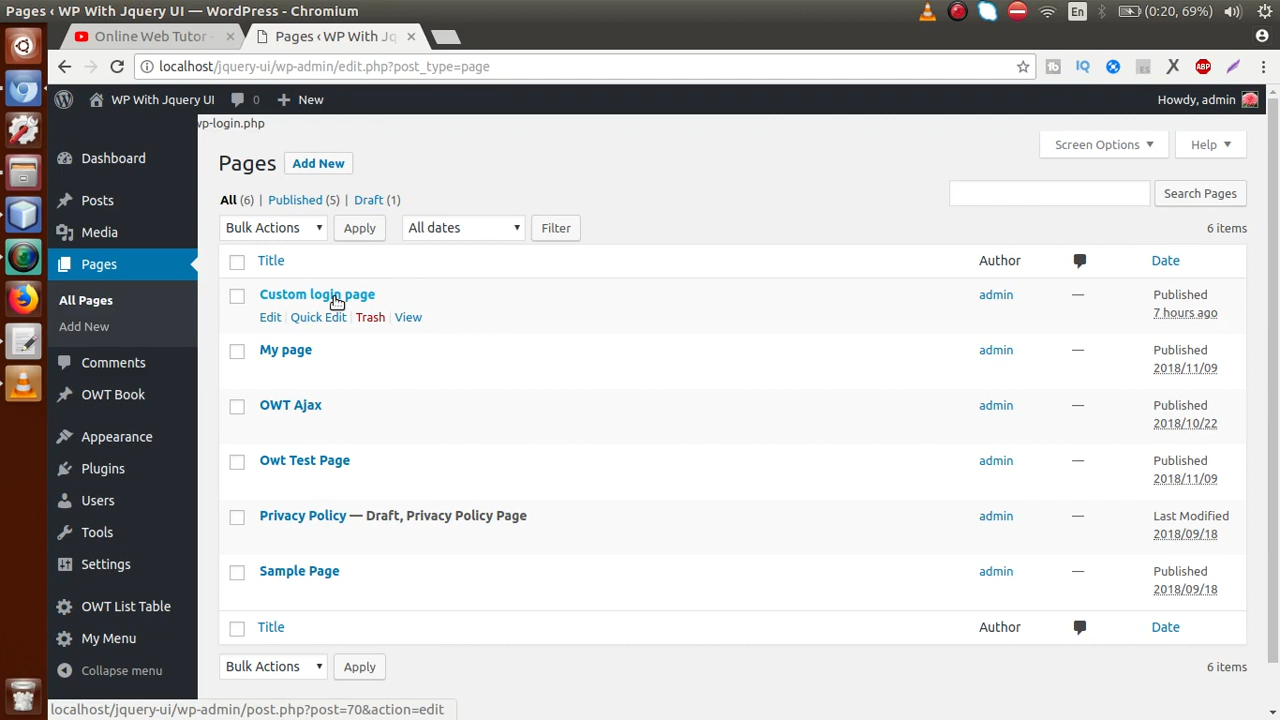 Pages ‹ WP With Jquery UI — WordPress - Chromium
En
(0:20, 69%)
Online Web Tutor -
Pages ‹ WP With Jq
localhost/jquery-ui/wp-admin/edit.php?post_type=page
IQ
ABP
WP With Jquery UI
0
New
Howdy, admin
wp-login.php
Dashboard
Posts
Media
Pages
All Pages
Add New
Comments
OWT Book
Appearance
Plugins
Users
Tools
Settings
OWT List Table
My Menu
Collapse menu
Screen Options
Help
Pages
Add New
All (6) | Published (5) | Draft (1)
Search Pages
Bulk Actions
Apply
All dates
Filter
6 items
Title
Author
Date
Custom login page
admin
—
Published
7 hours ago
Edit | Quick Edit | Trash | View
My page
admin
—
Published
2018/11/09
OWT Ajax
admin
—
Published
2018/10/22
Owt Test Page
admin
—
Published
2018/11/09
Privacy Policy — Draft, Privacy Policy Page
admin
—
Last Modified
2018/09/18
Sample Page
admin
—
Published
2018/09/18
Title
Author
Date
Bulk Actions
Apply
6 items
localhost/jquery-ui/wp-admin/post.php?post=70&action=edit